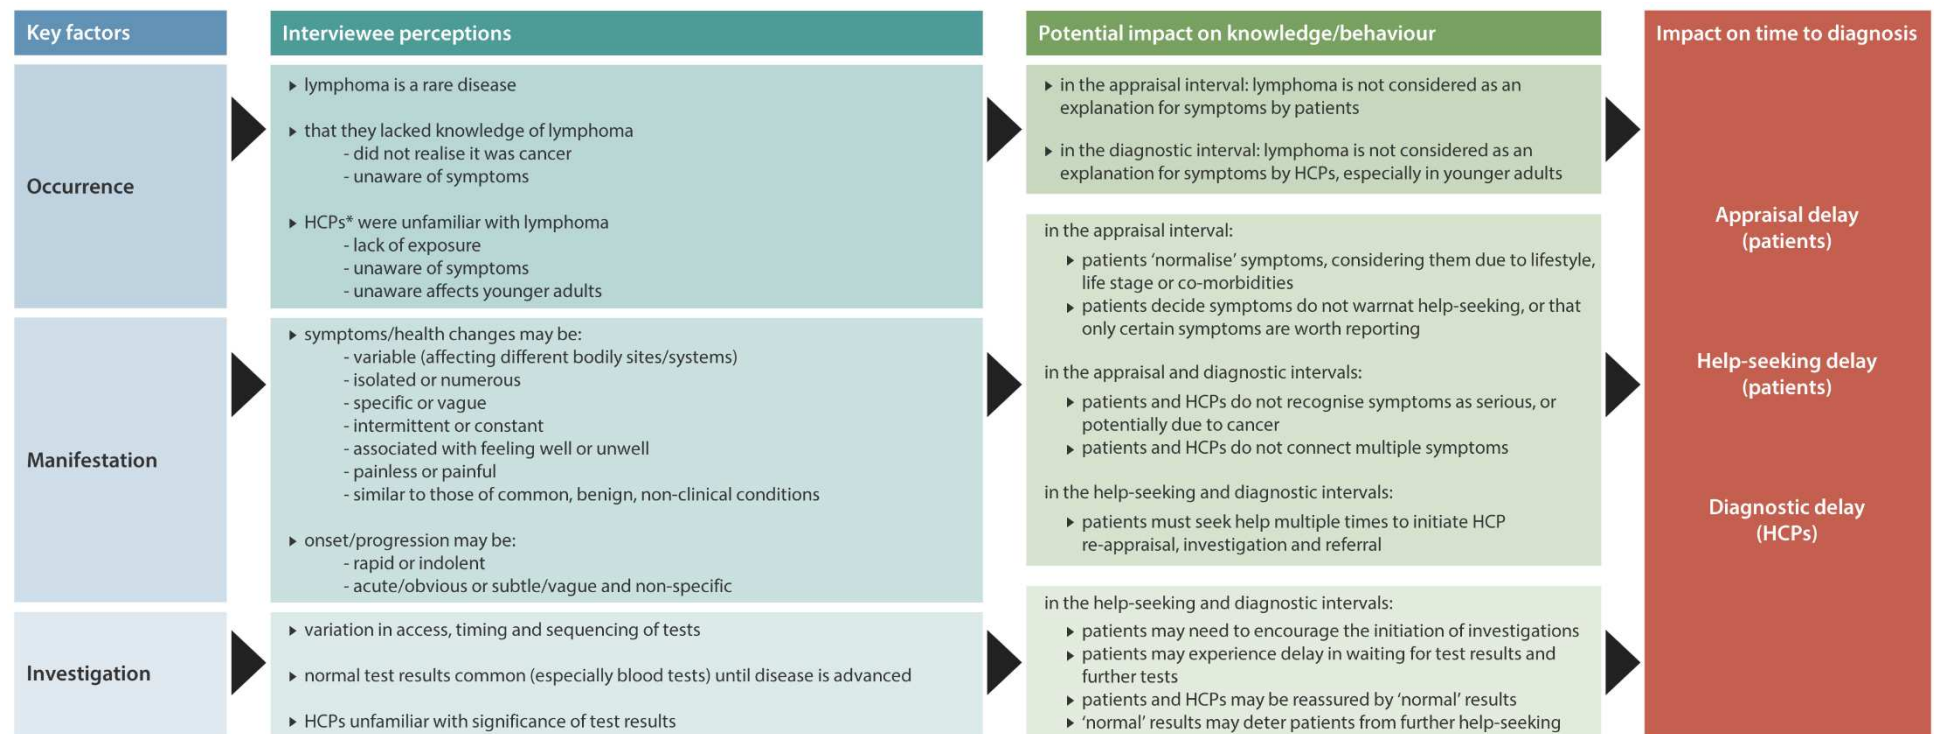 Key factors
Interviewee perceptions
Potential impact on knowledge/behaviour
Impact on time to diagnosis
Occurrence
▸ lymphoma is a rare disease
▸ that they lacked knowledge of lymphoma
- did not realise it was cancer
- unaware of symptoms
▸ HCPs* were unfamiliar with lymphoma
- lack of exposure
- unaware of symptoms
- unaware affects younger adults
▸ in the appraisal interval: lymphoma is not considered as an
explanation for symptoms by patients
▸ in the diagnostic interval: lymphoma is not considered as an
explanation for symptoms by HCPs, especially in younger adults
Manifestation
▸ symptoms/health changes may be:
- variable (affecting different bodily sites/systems)
- isolated or numerous
- specific or vague
- intermittent or constant
- associated with feeling well or unwell
- painless or painful
- similar to those of common, benign, non-clinical conditions
▸ onset/progression may be:
- rapid or indolent
- acute/obvious or subtle/vague and non-specific
in the appraisal interval:
▸ patients ‘normalise’ symptoms, considering them due to lifestyle,
life stage or co-morbidities
▸ patients decide symptoms do not warrnat help-seeking, or that
only certain symptoms are worth reporting
in the appraisal and diagnostic intervals:
▸ patients and HCPs do not recognise symptoms as serious, or
potentially due to cancer
▸ patients and HCPs do not connect multiple symptoms
in the help-seeking and diagnostic intervals:
▸ patients must seek help multiple times to initiate HCP
re-appraisal, investigation and referral
Investigation
▸ variation in access, timing and sequencing of tests
▸ normal test results common (especially blood tests) until disease is advanced
▸ HCPs unfamiliar with significance of test results
in the help-seeking and diagnostic intervals:
▸ patients may need to encourage the initiation of investigations
▸ patients may experience delay in waiting for test results and
further tests
▸ patients and HCPs may be reassured by ‘normal’ results
▸ ‘normal’ results may deter patients from further help-seeking
Appraisal delay
(patients)
Help-seeking delay
(patients)
Diagnostic delay
(HCPs)